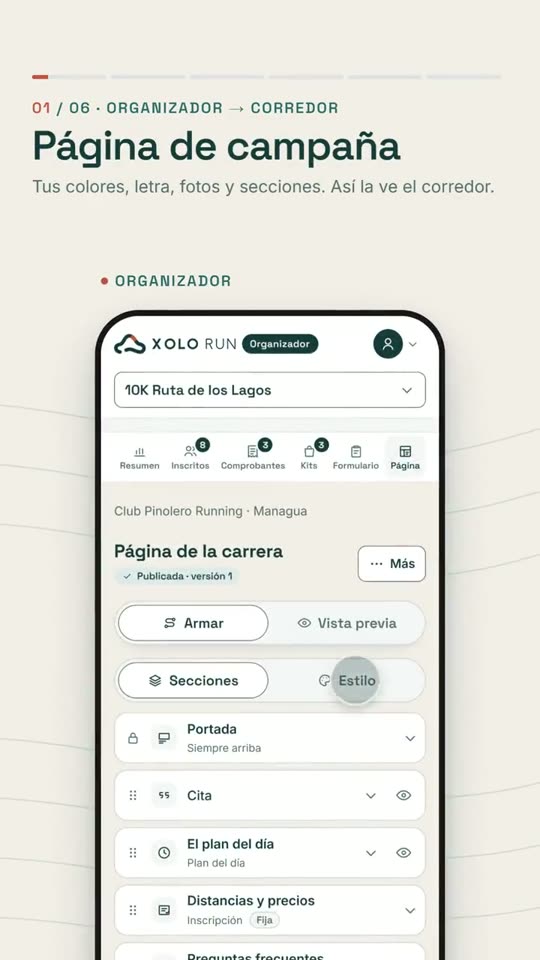 01 / 06 · ORGANIZADOR → CORREDOR
Página de campaña
Tus colores, letra, fotos y secciones. Así la ve el corredor.
ORGANIZADOR
XOLO RUN Organizador
10K Ruta de los Lagos
8 3 3
Resumen Inscritos Comprobantes Kits Formulario Página
Club Pinolero Running · Managua
Página de la carrera
··· Más
Publicada · versión 1
Armar Vista previa
Secciones Estilo
Portada
Siempre arriba
Cita
El plan del día
Plan del día
Distancias y precios
Inscripción Fija
Preguntas frecuentes